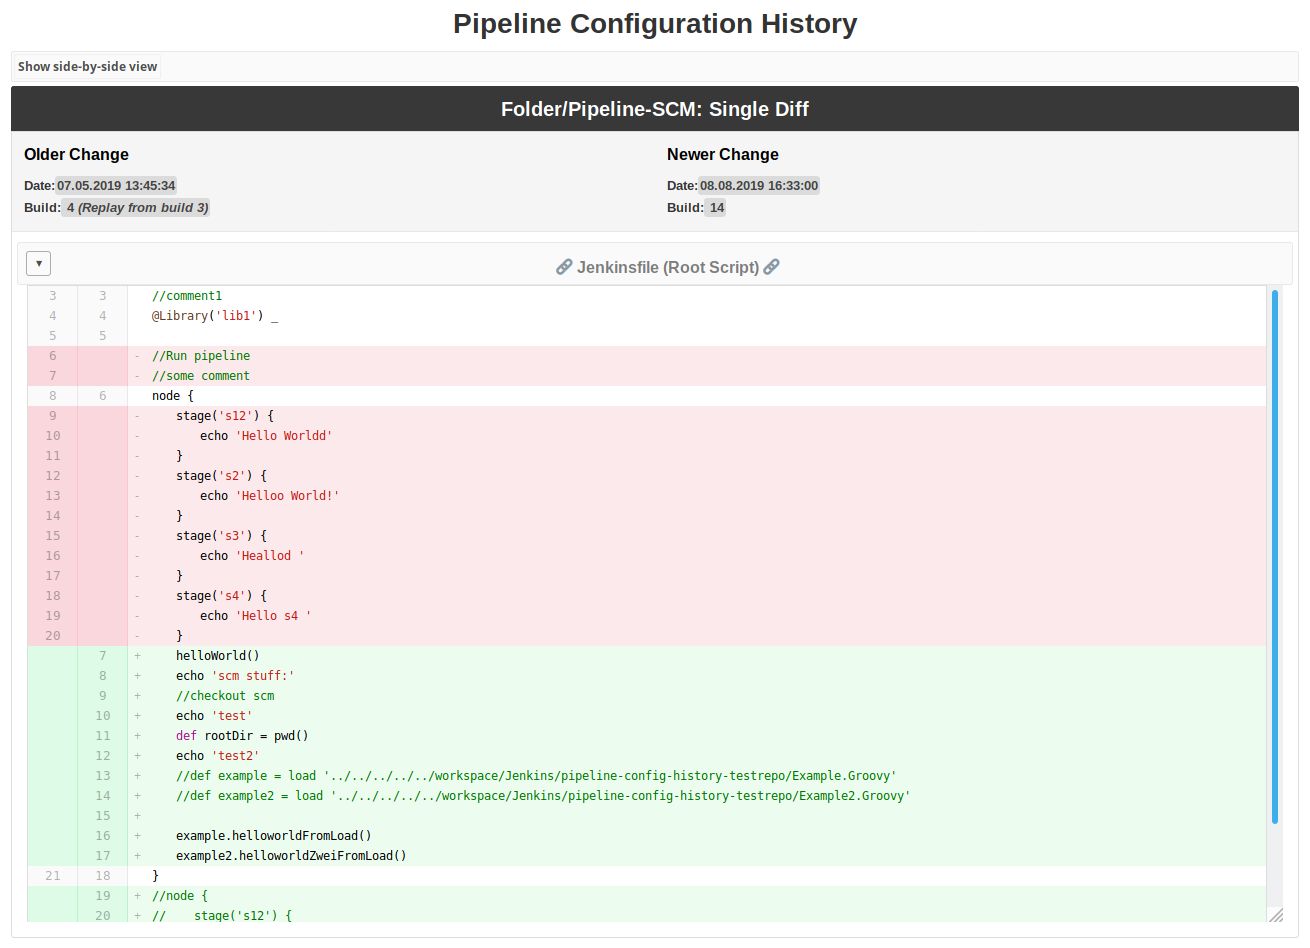 Pipeline Configuration History
Show side-by-side view
Folder/Pipeline-SCM: Single Diff
Older Change
Date: 07.05.2019 13:45:34
Build: 4 (Replay from build 3)
Newer Change
Date: 08.08.2019 16:33:00
Build: 14
▾ Jenkinsfile (Root Script)
3 3 //comment1
4 4 @Library('lib1') _
5 5
6 - //Run pipeline
7 - //some comment
8 6 node {
9 - stage('s12') {
10 - echo 'Hello Worldd'
11 - }
12 - stage('s2') {
13 - echo 'Helloo World!'
14 - }
15 - stage('s3') {
16 - echo 'Heallod '
17 - }
18 - stage('s4') {
19 - echo 'Hello s4 '
20 - }
7 + helloWorld()
8 + echo 'scm stuff:'
9 + //checkout scm
10 + echo 'test'
11 + def rootDir = pwd()
12 + echo 'test2'
13 + //def example = load '../../../../../workspace/Jenkins/pipeline-config-history-testrepo/Example.Groovy'
14 + //def example2 = load '../../../../../workspace/Jenkins/pipeline-config-history-testrepo/Example2.Groovy'
15 +
16 + example.helloworldFromLoad()
17 + example2.helloworldZweiFromLoad()
21 18 }
19 + //node {
20 + // stage('s12') {